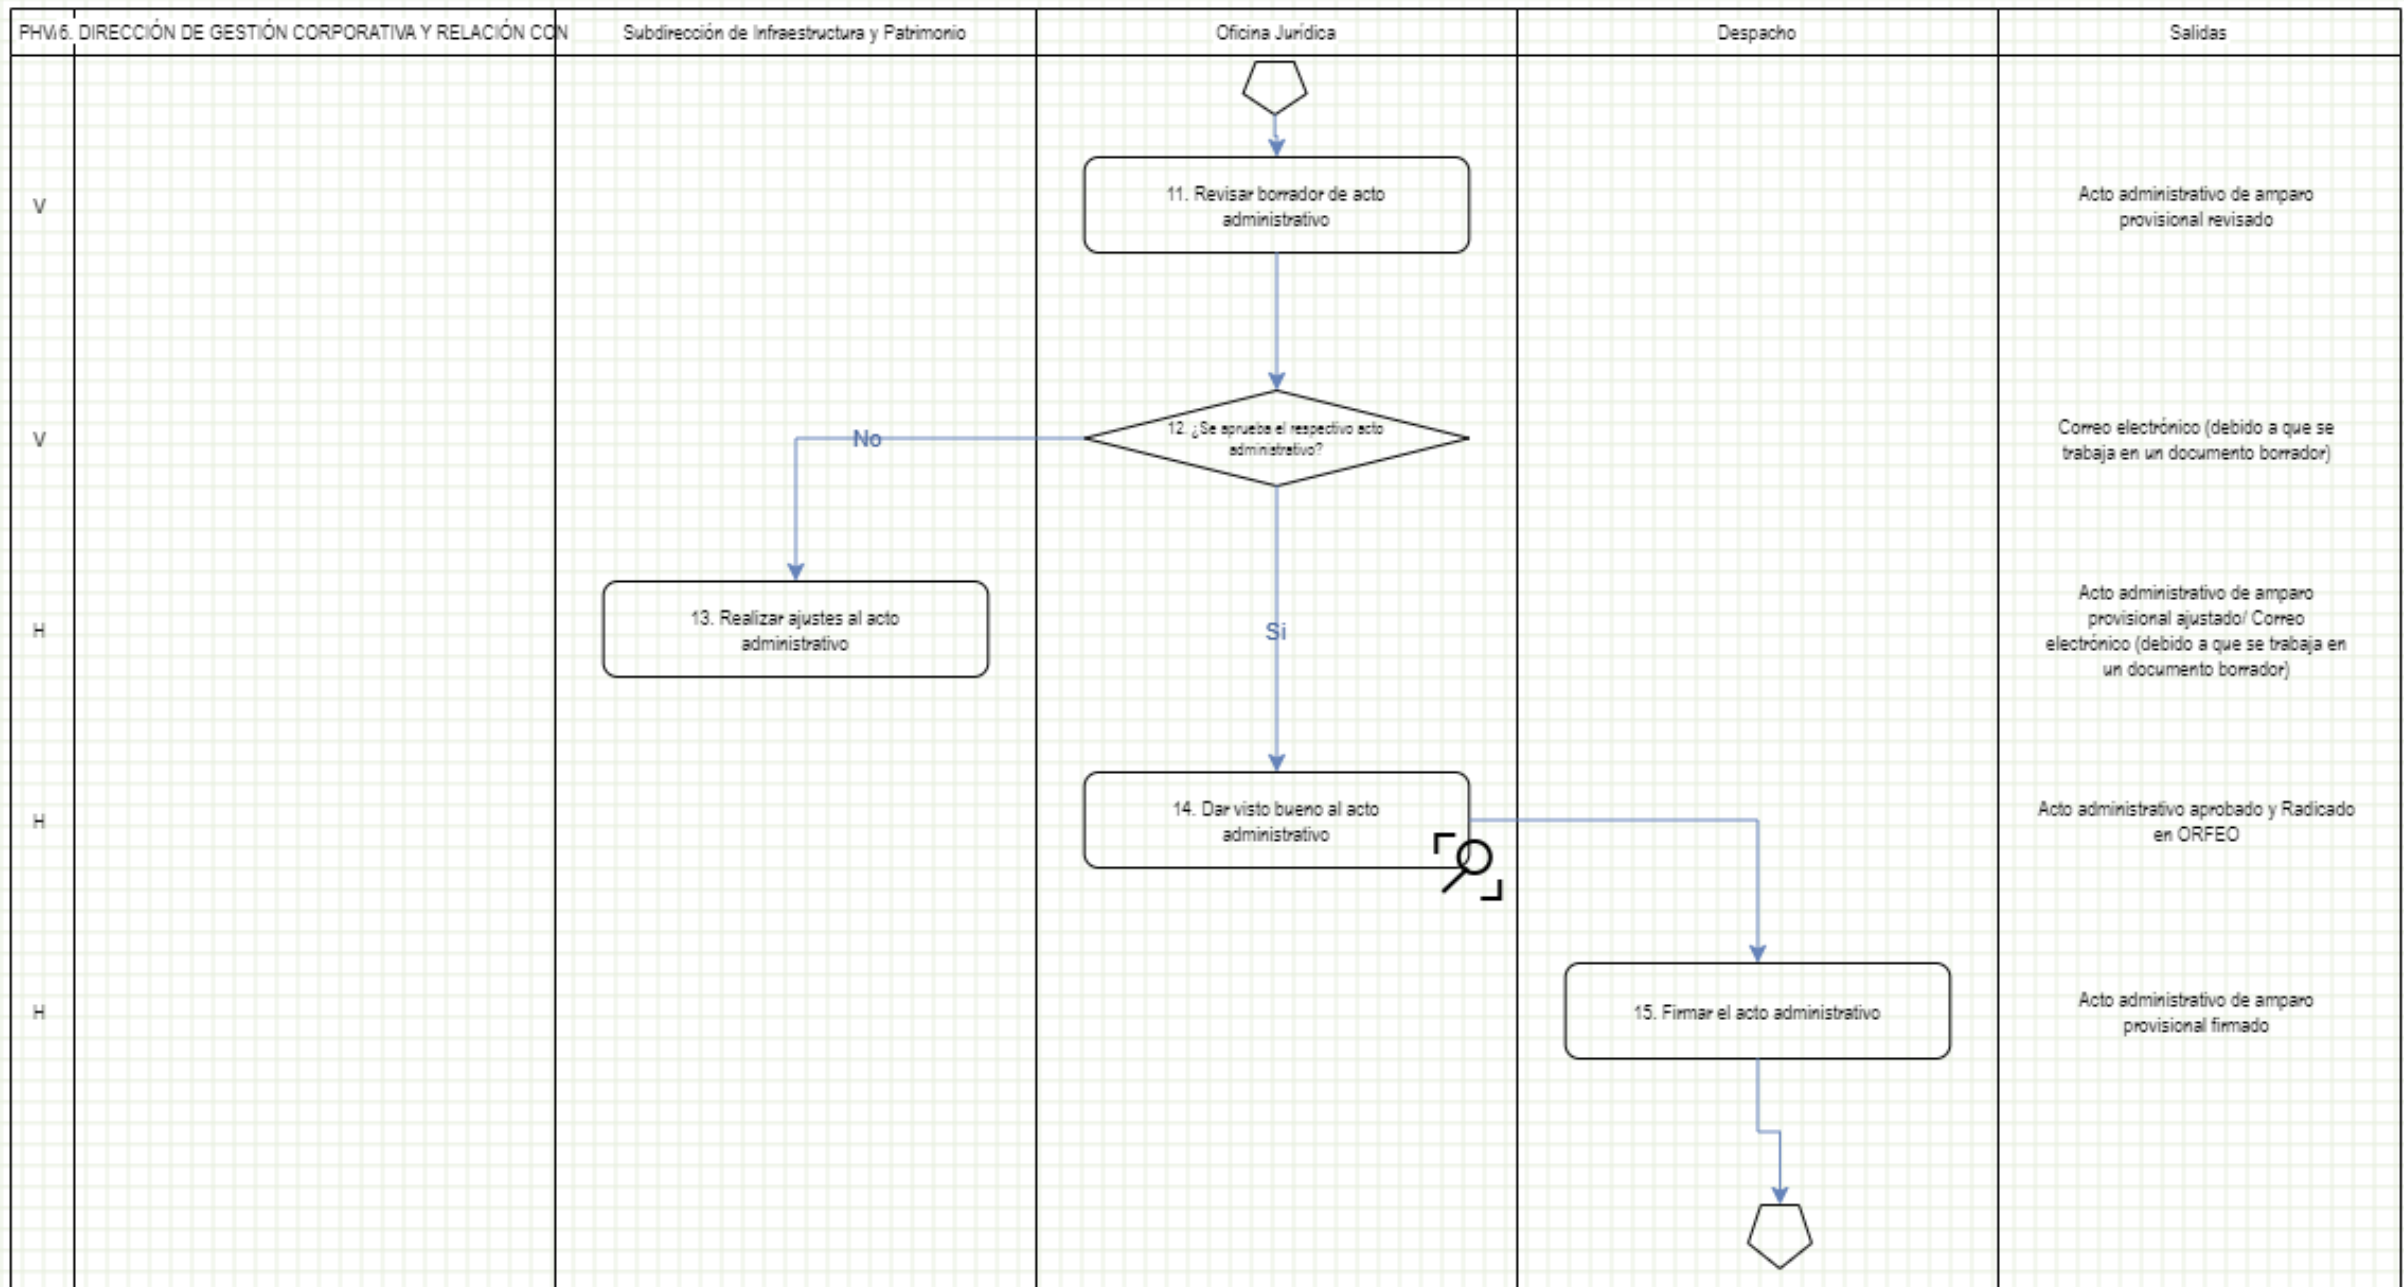 PHVA 6. DIRECCIÓN DE GESTIÓN CORPORATIVA Y RELACIÓN CON
Subdirección de Infraestructura y Patrimonio
Oficina Jurídica
Despacho
Salidas
V
11. Revisar borrador de acto
administrativo
Acto administrativo de amparo
provisional revisado
V
No
12. ¿Se aprueba el respectivo acto
administrativo?
Correo electrónico (debido a que se
trabaja en un documento borrador)
H
13. Realizar ajustes al acto
administrativo
Si
Acto administrativo de amparo
provisional ajustado/ Correo
electrónico (debido a que se trabaja en
un documento borrador)
H
14. Dar visto bueno al acto
administrativo
Acto administrativo aprobado y Radicado
en ORFEO
H
15. Firmar el acto administrativo
Acto administrativo de amparo
provisional firmado